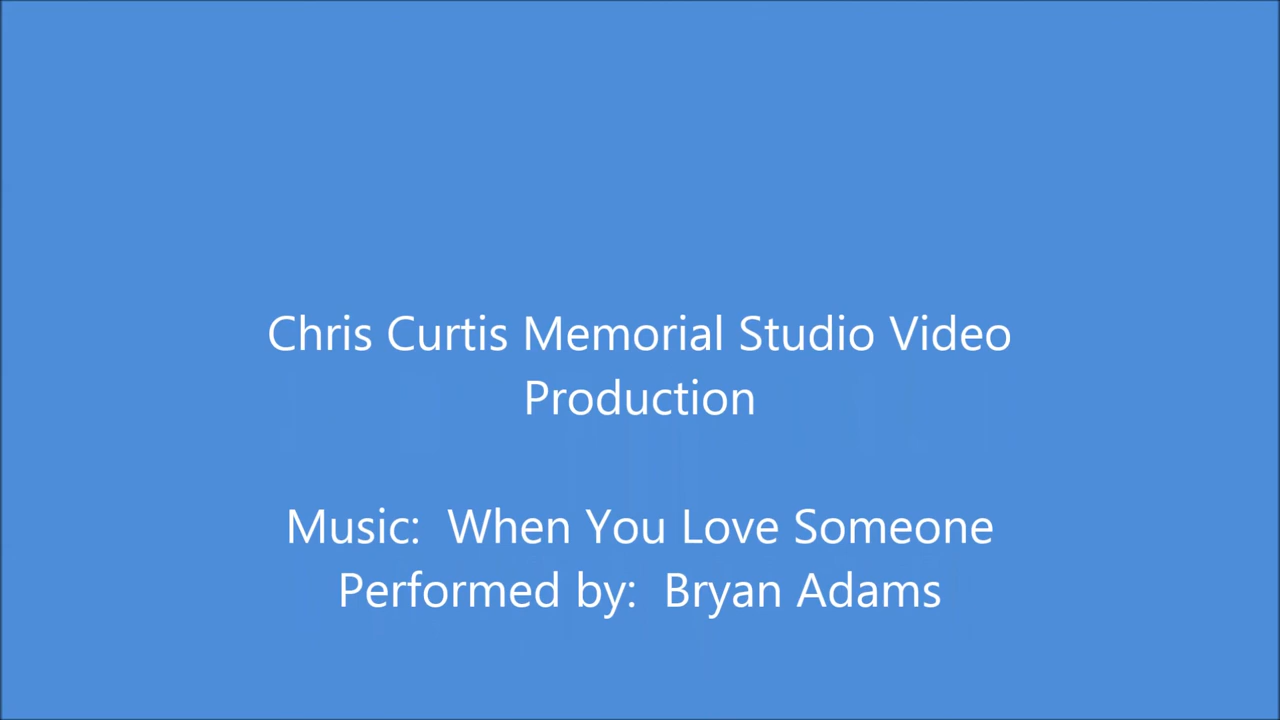 Chris Curtis Memorial Studio Video
Production
Music:  When You Love Someone
Performed by:  Bryan Adams